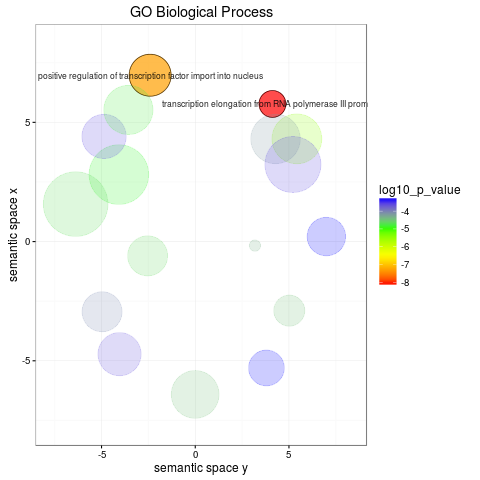 GO Biological Process
positive regulation of transcription factor import into nucleus
transcription elongation from RNA polymerase III prom
5
0
-5
semantic space x
-5
0
5
semantic space y
log10_p_value
-4
-5
-6
-7
-8